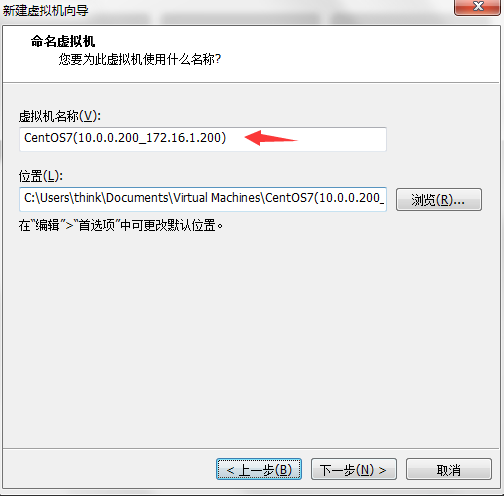 新建虚拟机向导
命名虚拟机
您要为此虚拟机使用什么名称?
虚拟机名称(V):
CentOS7(10.0.0.200_172.16.1.200)
位置(L):
C:\Users\think\Documents\Virtual Machines\CentOS7(10.0.0.200_
浏览(R)...
在“编辑”>“首选项”中可更改默认位置。
< 上一步(B)
下一步(N) >
取消